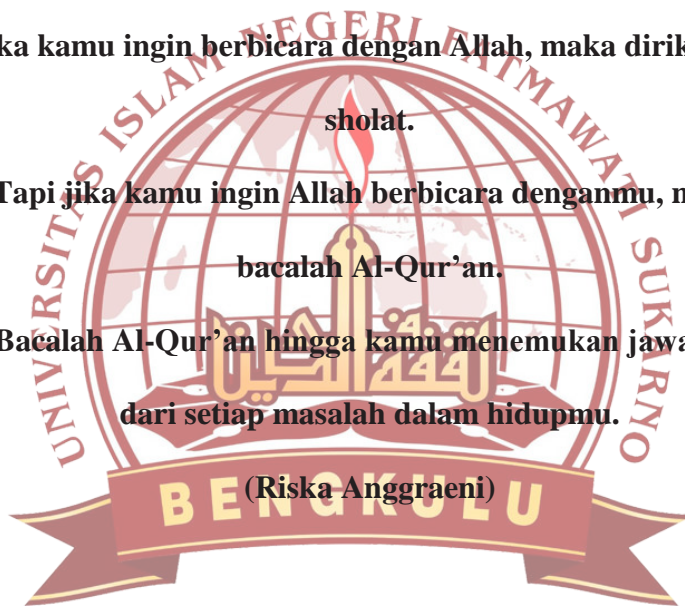 UNIVERSITAS ISLAM NEGERI FATMAWATI SUKARNO
ka kamu ingin berbicara dengan Allah, maka dirik
sholat.
Tapi jika kamu ingin Allah berbicara denganmu,
bacalah Al-Qur’an.
Bacalah Al-Qur’an hingga kamu menemukan jawa
dari setiap masalah dalam hidupmu.
(Riska Anggraeni)
BENGKULU